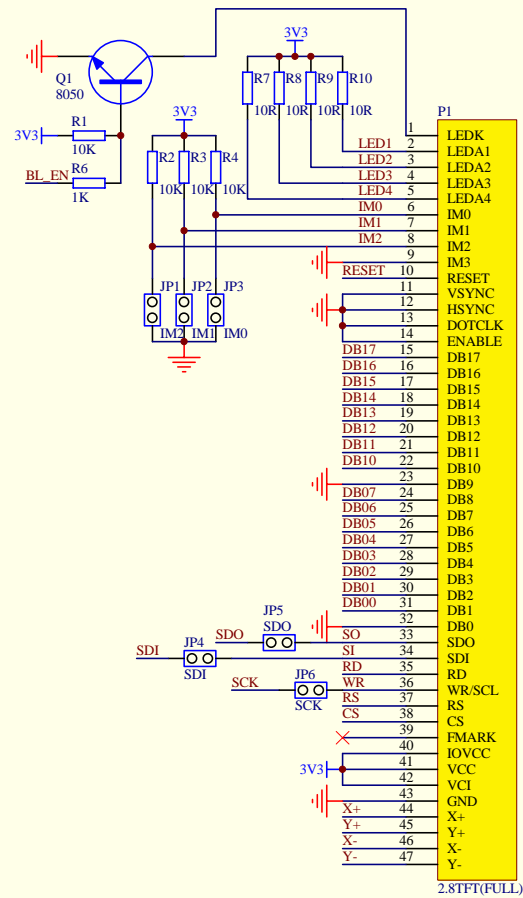 3V3
Q1
8050
R7 R8 R9 R10
10R 10R 10R 10R
P1
3V3 R1
10K
3V3
BL_EN R6
1K
R2 R3 R4
10K 10K 10K
1 LEDK
LED1 2 LEDA1
LED2 3 LEDA2
LED3 4 LEDA3
LED4 5 LEDA4
IM0 6 IM0
IM1 7 IM1
IM2 8 IM2
9 IM3
RESET 10 RESET
JP1 JP2 JP3
IM2 IM1 IM0
11 VSYNC
12 HSYNC
13 DOTCLK
14 ENABLE
DB17 15 DB17
DB16 16 DB16
DB15 17 DB15
DB14 18 DB14
DB13 19 DB13
DB12 20 DB12
DB11 21 DB11
DB10 22 DB10
23 DB9
DB07 24 DB8
DB06 25 DB7
DB05 26 DB6
DB04 27 DB5
DB03 28 DB4
DB02 29 DB3
DB01 30 DB2
DB00 31 DB1
32 DB0
JP5
SDO SDO SO 33 SDO
SDI JP4 SI 34 SDI
SDI
RD 35 RD
SCK JP6 WR 36 WR/SCL
SCK
RS 37 RS
CS 38 CS
39 FMARK
40 IOVCC
3V3 41 VCC
42 VCI
43 GND
X+ 44 X+
Y+ 45 Y+
X- 46 X-
Y- 47 Y-
2.8TFT(FULL)